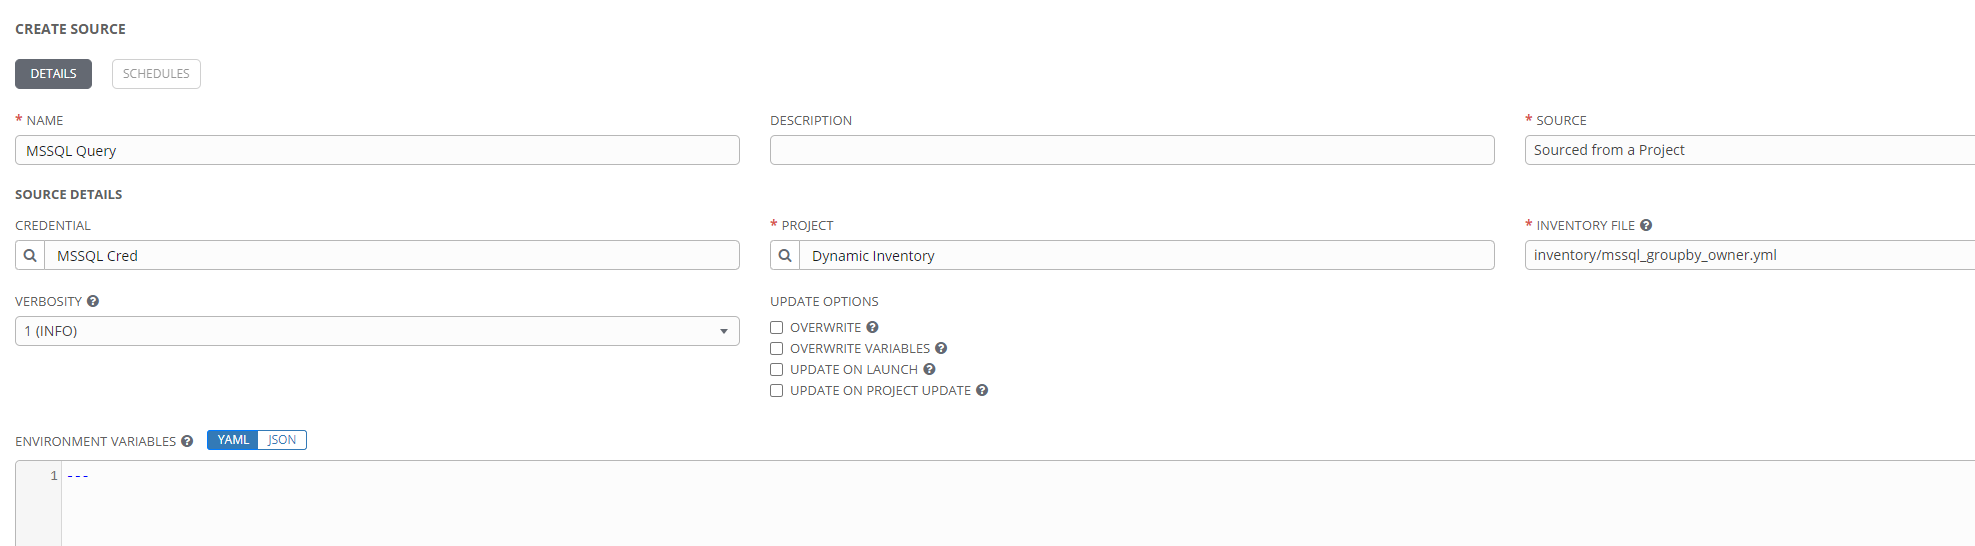 CREATE SOURCE
DETAILS SCHEDULES
* NAME DESCRIPTION * SOURCE
MSSQL Query Sourced from a Project
SOURCE DETAILS
CREDENTIAL * PROJECT * INVENTORY FILE ?
MSSQL Cred Dynamic Inventory inventory/mssql_groupby_owner.yml
VERBOSITY ? UPDATE OPTIONS
1 (INFO) OVERWRITE ?
OVERWRITE VARIABLES ?
UPDATE ON LAUNCH ?
UPDATE ON PROJECT UPDATE ?
ENVIRONMENT VARIABLES ? YAML JSON
1 ---